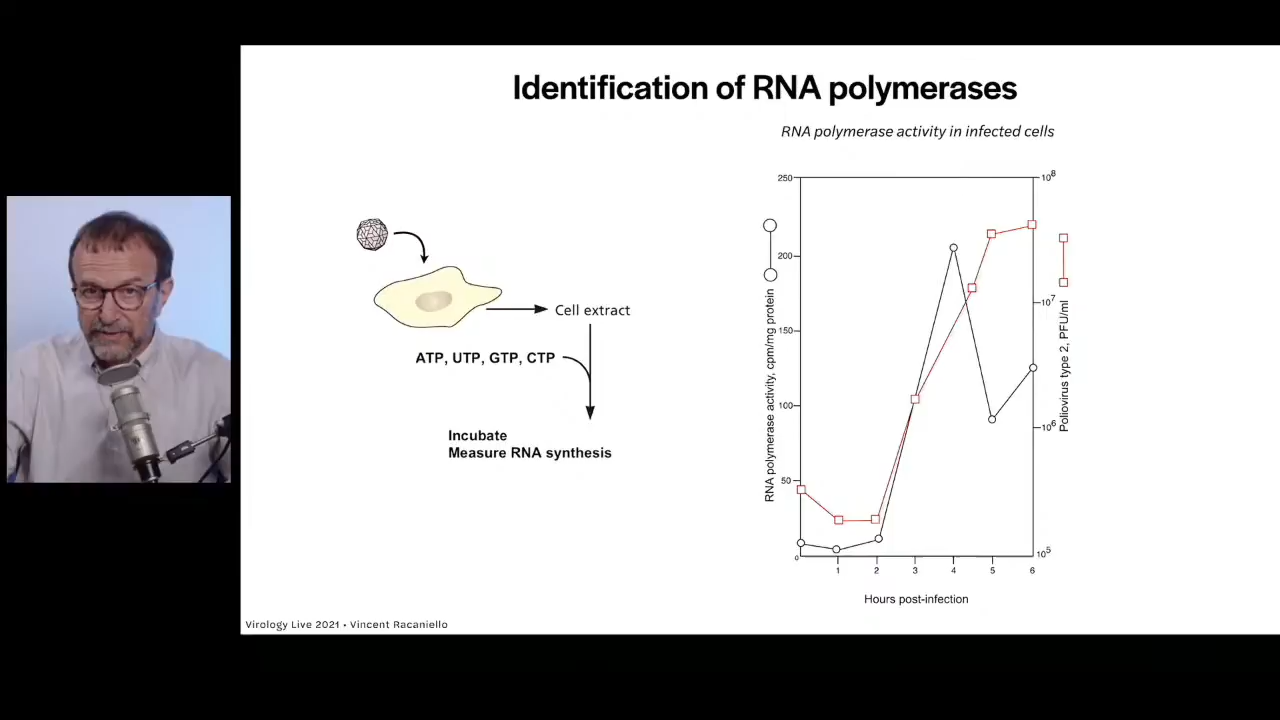 Identification of RNA polymerases
RNA polymerase activity in infected cells
Cell extract
ATP, UTP, GTP, CTP
Incubate
Measure RNA synthesis
RNA polymerase activity, cpm/mg protein
250
200
150
100
50
0
1
2
3
4
5
6
Hours post-infection
10⁸
10⁷
10⁶
10⁵
Poliovirus type 2, PFU/ml
Virology Live 2021 • Vincent Racaniello